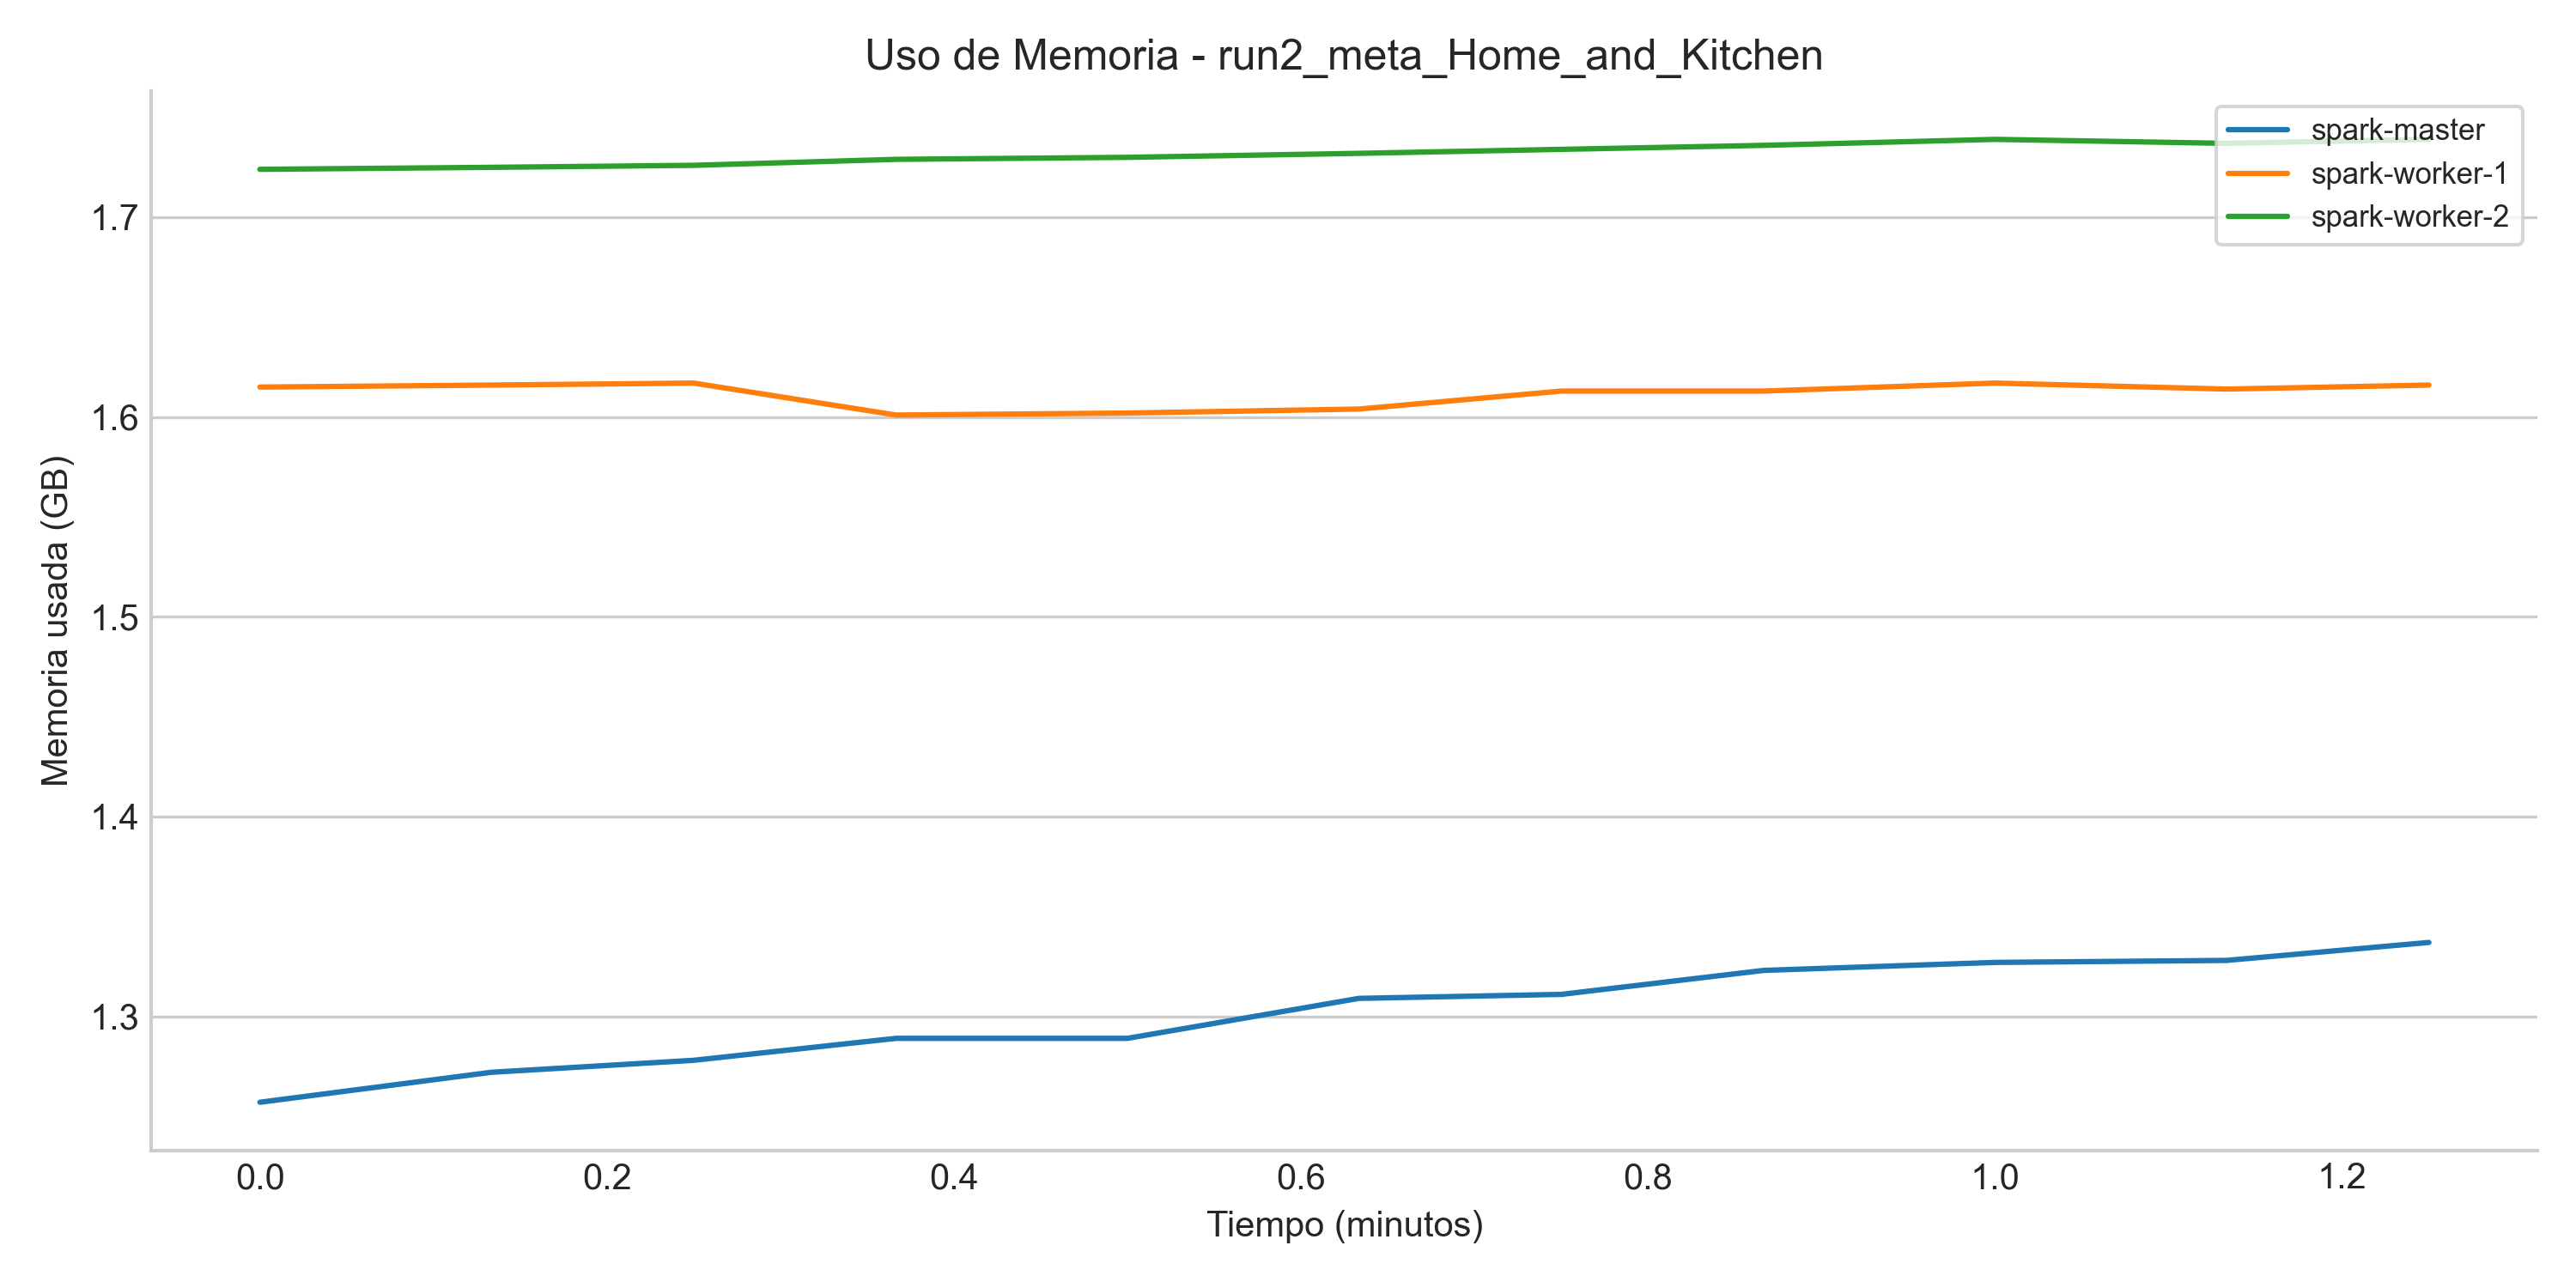 Uso de Memoria - run2_meta_Home_and_Kitchen
spark-master
spark-worker-1
spark-worker-2
Memoria usada (GB)
1.7
1.6
1.5
1.4
1.3
0.0 0.2 0.4 0.6 0.8 1.0 1.2
Tiempo (minutos)